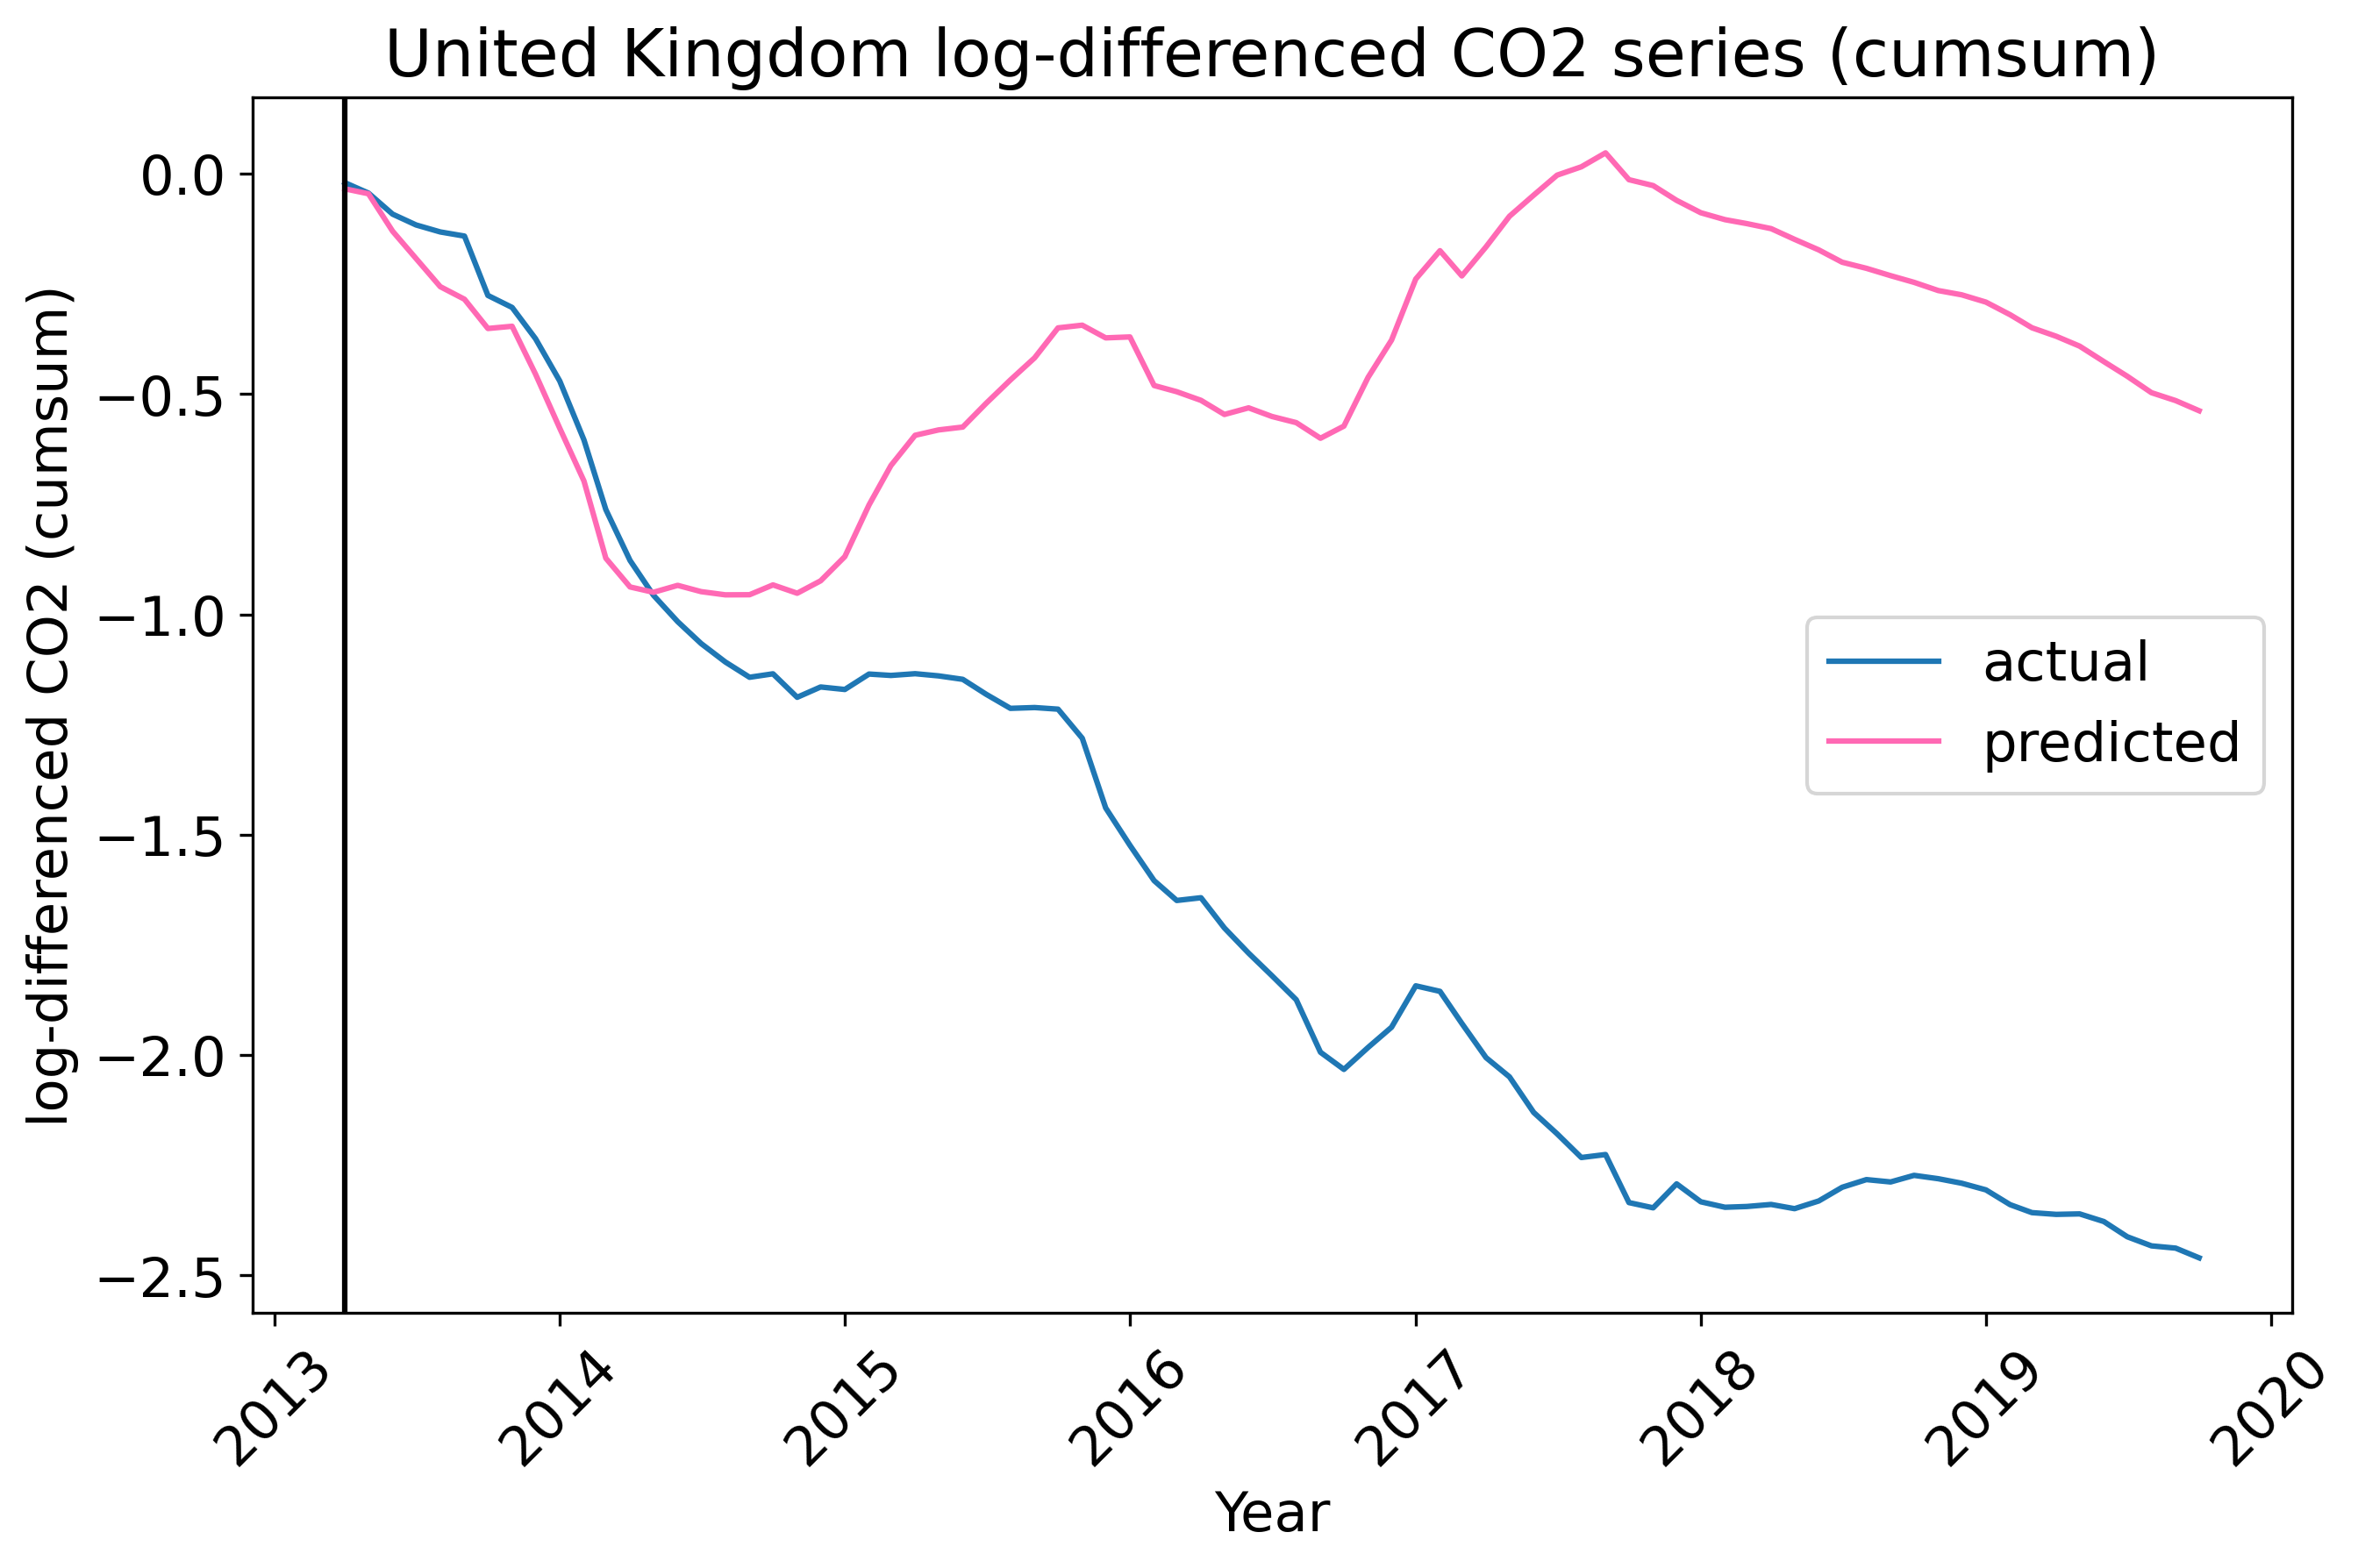 United Kingdom log-differenced CO2 series (cumsum)
log-differenced CO2 (cumsum)
0.0
−0.5
−1.0
−1.5
−2.0
−2.5
actual
predicted
2013
2014
2015
2016
2017
2018
2019
2020
Year